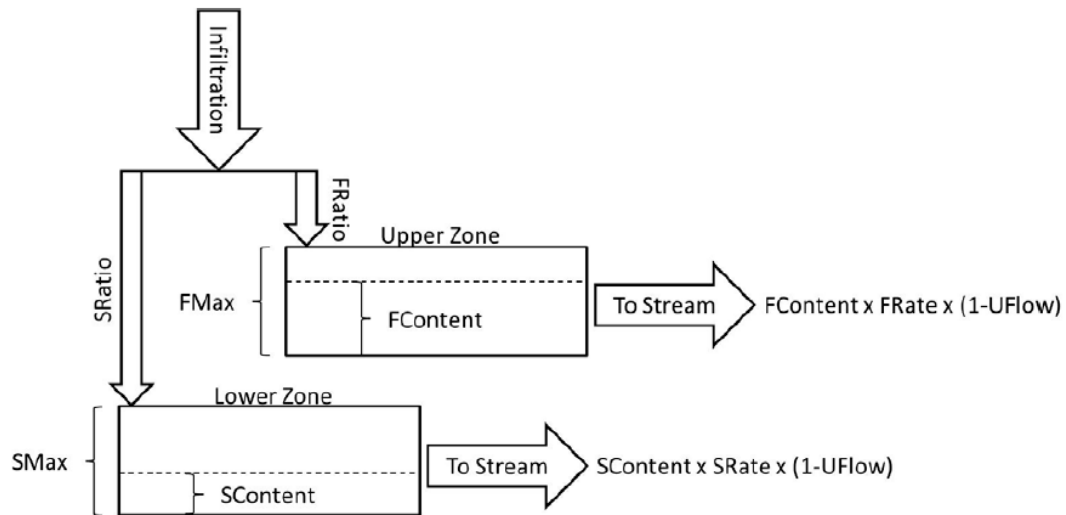 Infiltration
SRatio
FRatio
Upper Zone
FMax
FContent
To Stream
FContent x FRate x (1-UFlow)
Lower Zone
SMax
SContent
To Stream
SContent x SRate x (1-UFlow)